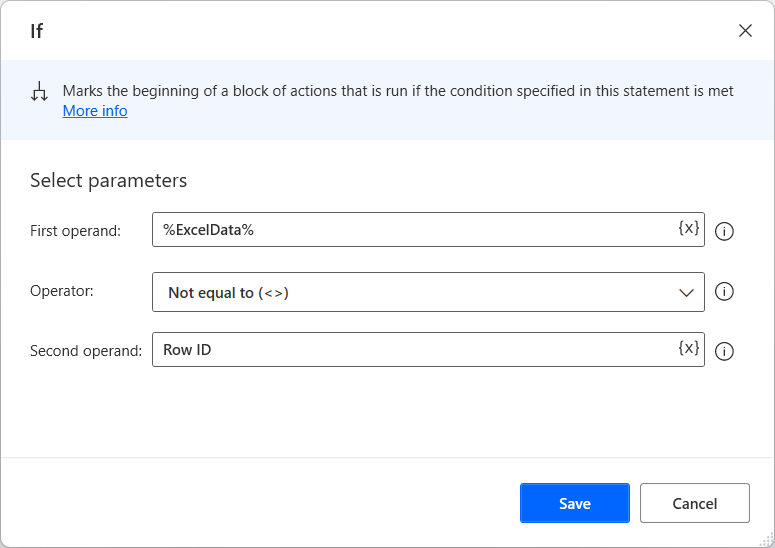 If
Marks the beginning of a block of actions that is run if the condition specified in this statement is met
More info
Select parameters
First operand: %ExcelData% {x}
Operator: Not equal to (<>)
Second operand: Row ID {x}
Save Cancel